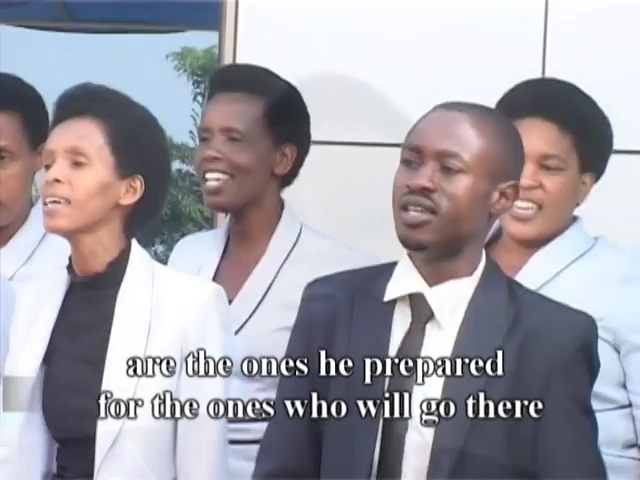 are the ones he prepared
for the ones who will go there